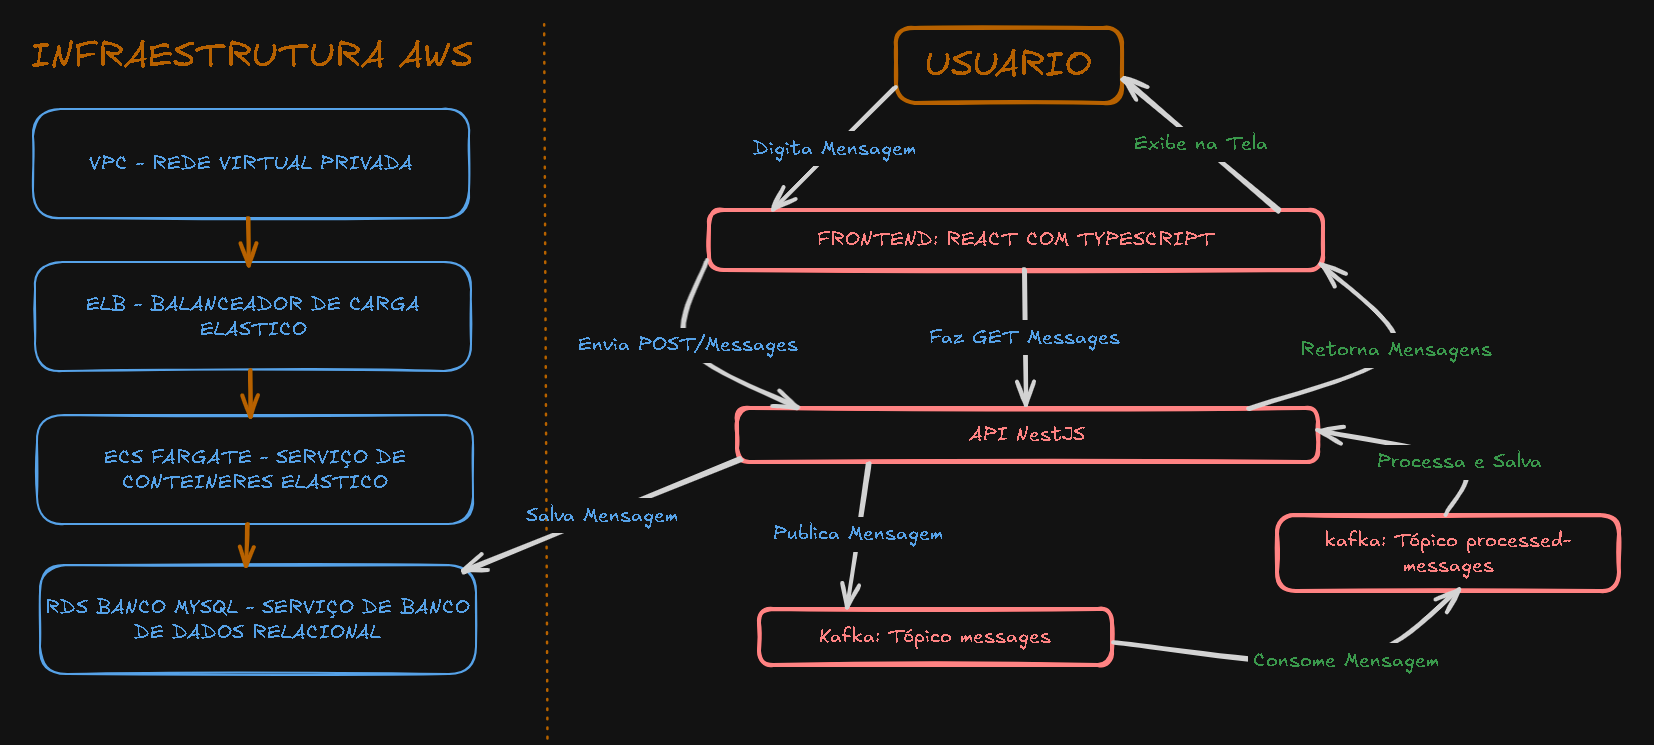 INFRAESTRUTURA AWS
VPC - REDE VIRTUAL PRIVADA
ELB - BALANCEADOR DE CARGA
ELASTICO
ECS FARGATE - SERVIÇO DE
CONTEINERES ELASTICO
RDS BANCO MYSQL - SERVIÇO DE BANCO
DE DADOS RELACIONAL
USUARIO
Digita Mensagem
Exibe na Tela
FRONTEND: REACT COM TYPESCRIPT
Envia POST/Messages
Faz GET Messages
Retorna Mensagens
API NestJS
Processa e Salva
Salva Mensagem
Publica Mensagem
kafka: Tópico processed-
messages
Kafka: Tópico messages
Consome Mensagem